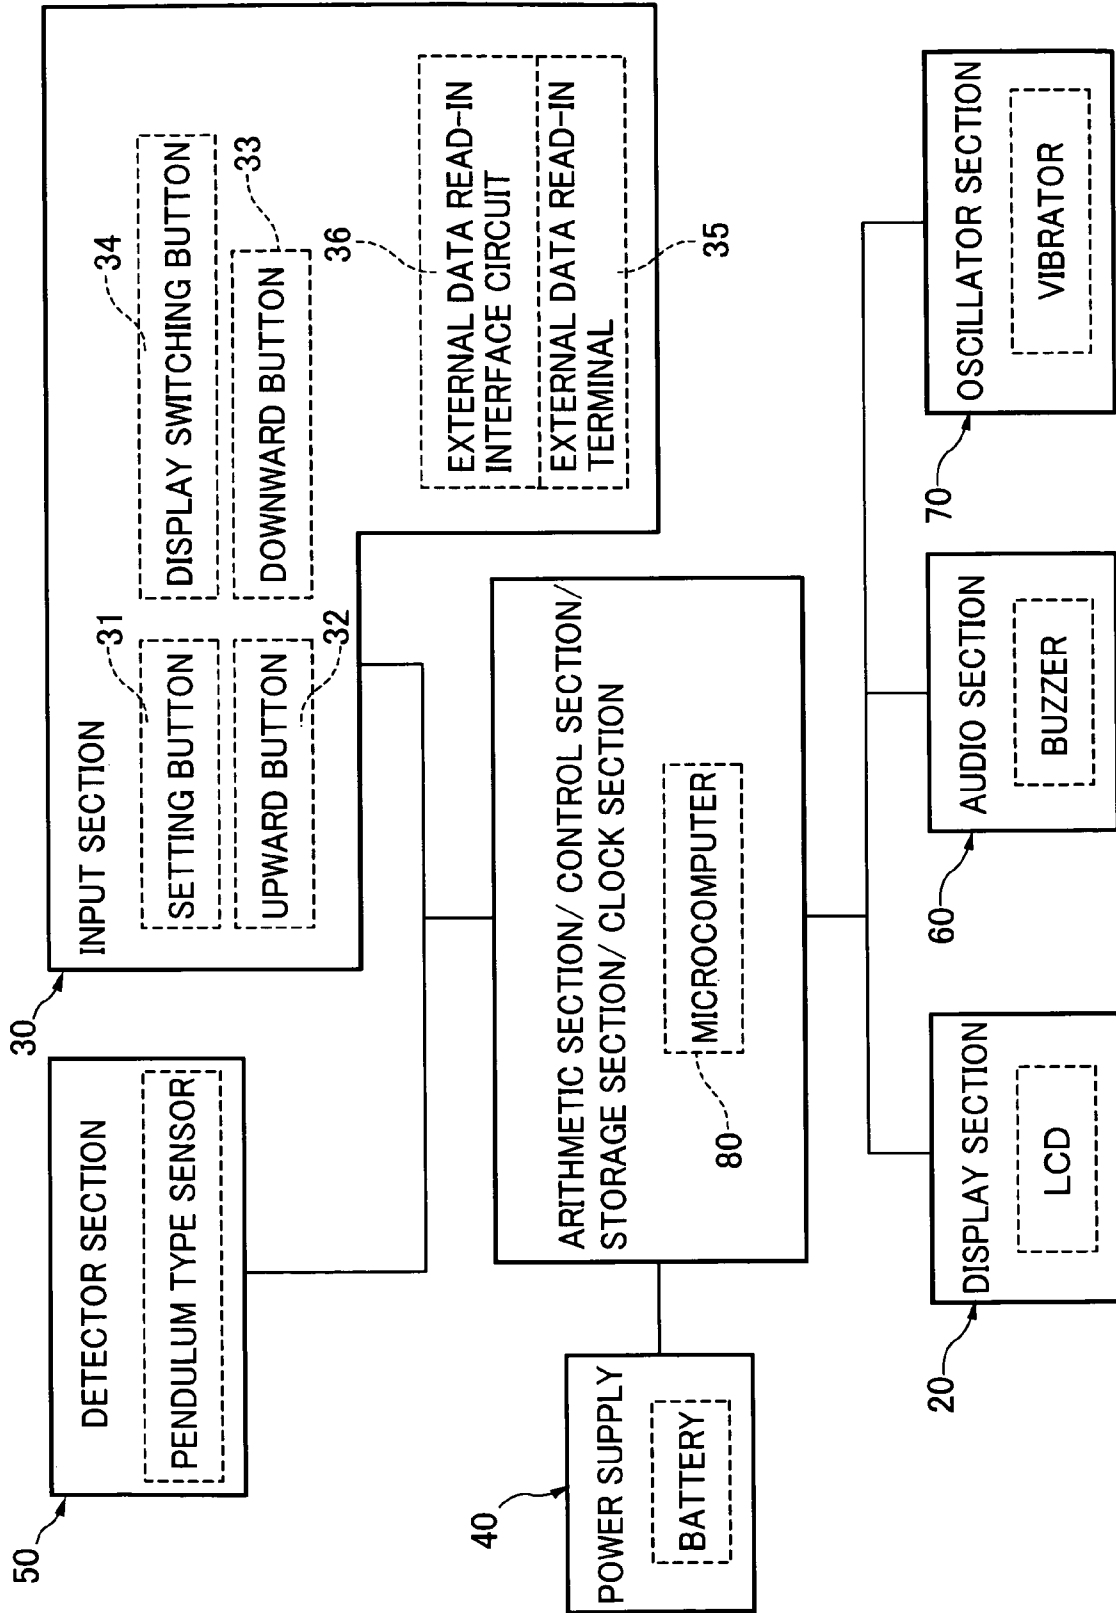 50
DETECTOR SECTION
PENDULUM TYPE SENSOR
30
INPUT SECTION
31
SETTING BUTTON
34
DISPLAY SWITCHING BUTTON
UPWARD BUTTON
32
DOWNWARD BUTTON
33
36
EXTERNAL DATA READ-IN
INTERFACE CIRCUIT
EXTERNAL DATA READ-IN
TERMINAL
35
40
POWER SUPPLY
BATTERY
ARITHMETIC SECTION/ CONTROL SECTION/
STORAGE SECTION/ CLOCK SECTION
80
MICROCOMPUTER
20
DISPLAY SECTION
LCD
60
AUDIO SECTION
BUZZER
70
OSCILLATOR SECTION
VIBRATOR